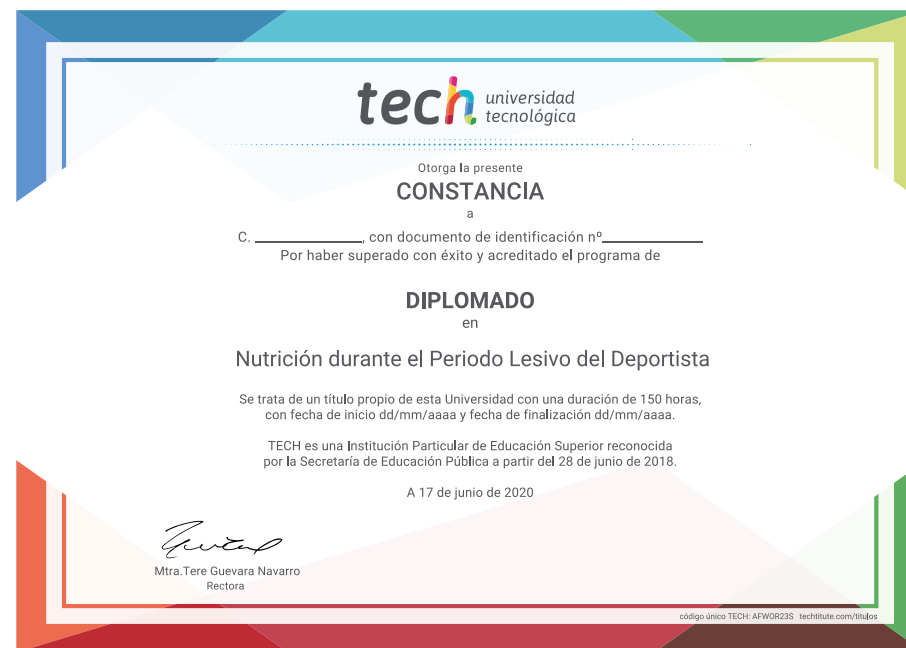 tech universidad
tecnológica
Otorga la presente
CONSTANCIA
a
C. ______________, con documento de identificación nº_____________
Por haber superado con éxito y acreditado el programa de
DIPLOMADO
en
Nutrición durante el Periodo Lesivo del Deportista
Se trata de un título propio de esta Universidad con una duración de 150 horas,
con fecha de inicio dd/mm/aaaa y fecha de finalización dd/mm/aaaa.
TECH es una Institución Particular de Educación Superior reconocida
por la Secretaría de Educación Pública a partir del 28 de junio de 2018.
A 17 de junio de 2020
Mtra.Tere Guevara Navarro
Rectora
código único TECH: AFWOR23S techtitute.com/titulos